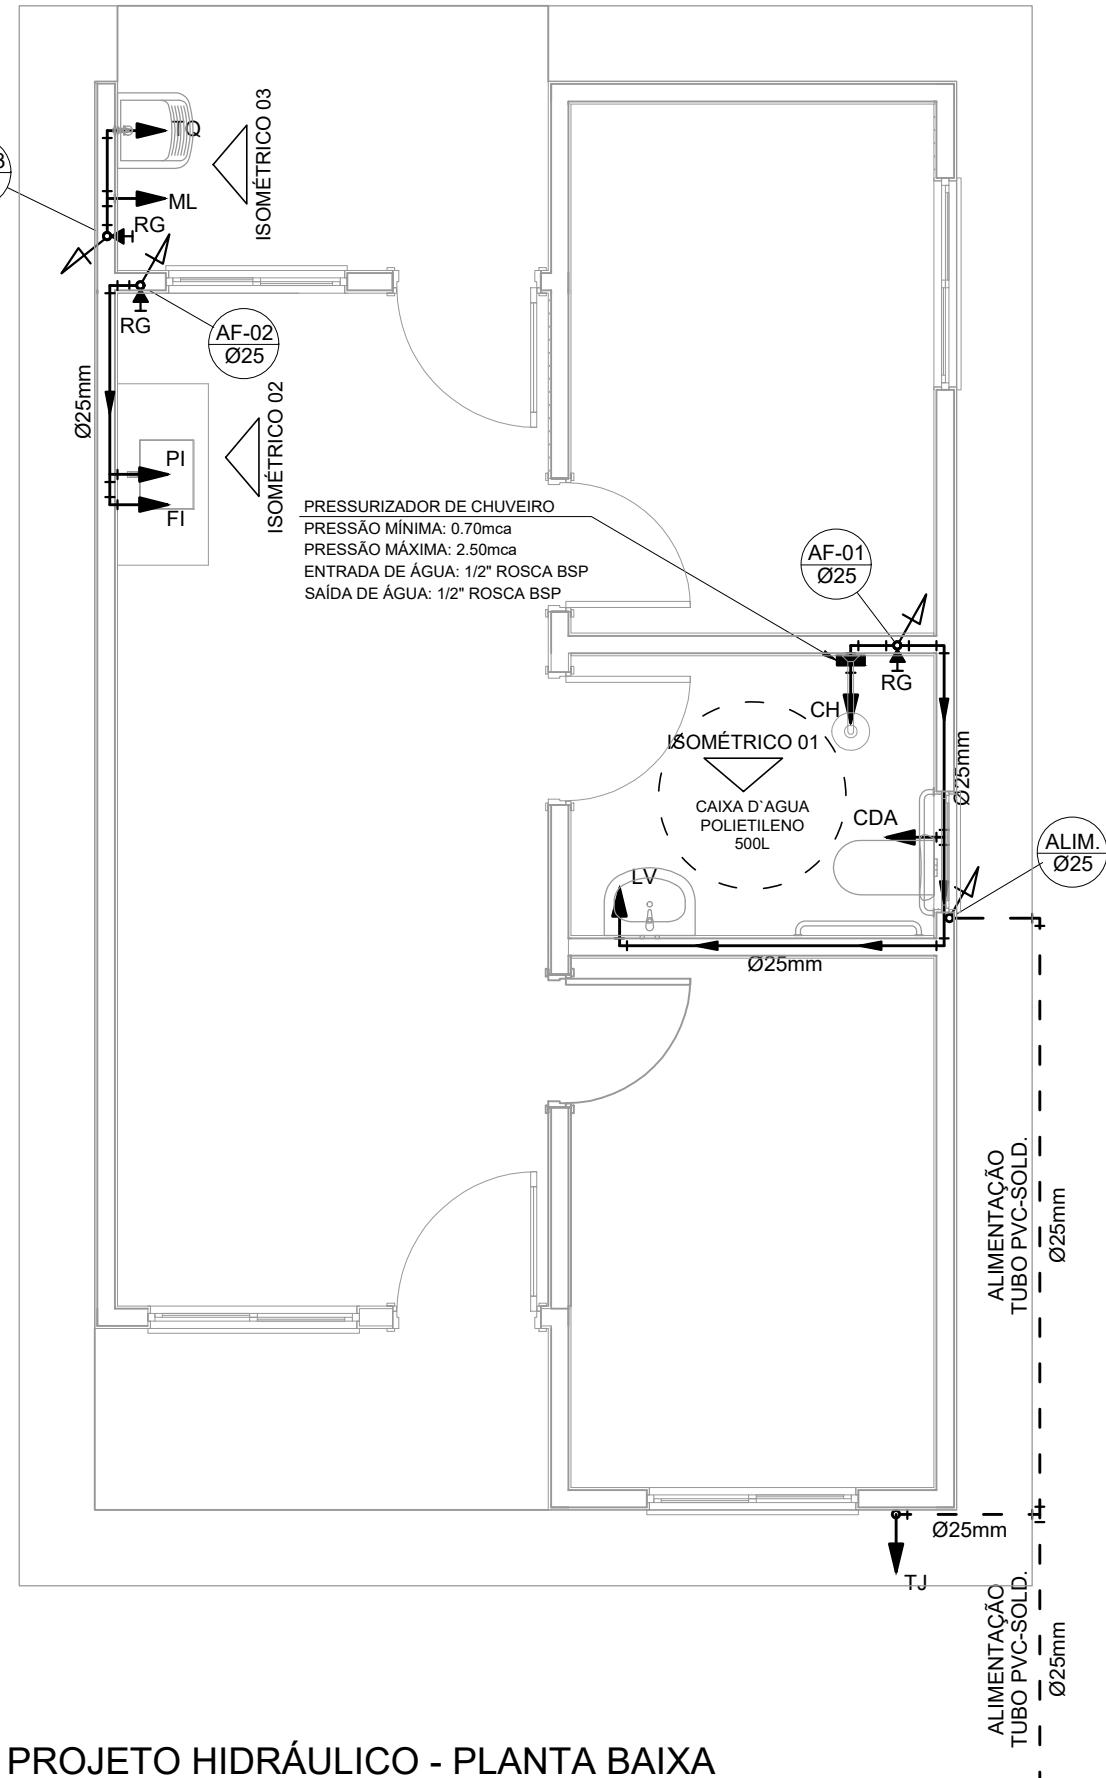 TQ
ISOMÉTRICO 03
3
ML
RG
RG
AF-02
Ø25
Ø25mm
ISOMÉTRICO 02
PI
FI
PRESSURIZADOR DE CHUVEIRO
PRESSÃO MÍNIMA: 0.70mca
PRESSÃO MÁXIMA: 2.50mca
ENTRADA DE ÁGUA: 1/2" ROSCA BSP
SAÍDA DE ÁGUA: 1/2" ROSCA BSP
AF-01
Ø25
RG
CH
ISOMÉTRICO 01
Ø25mm
CAIXA D`AGUA
POLIETILENO
500L
CDA
ALIM.
Ø25
LV
Ø25mm
ALIMENTAÇÃO
TUBO PVC-SOLD.
Ø25mm
Ø25mm
TJ
ALIMENTAÇÃO
TUBO PVC-SOLD.
Ø25mm
PROJETO HIDRÁULICO - PLANTA BAIXA